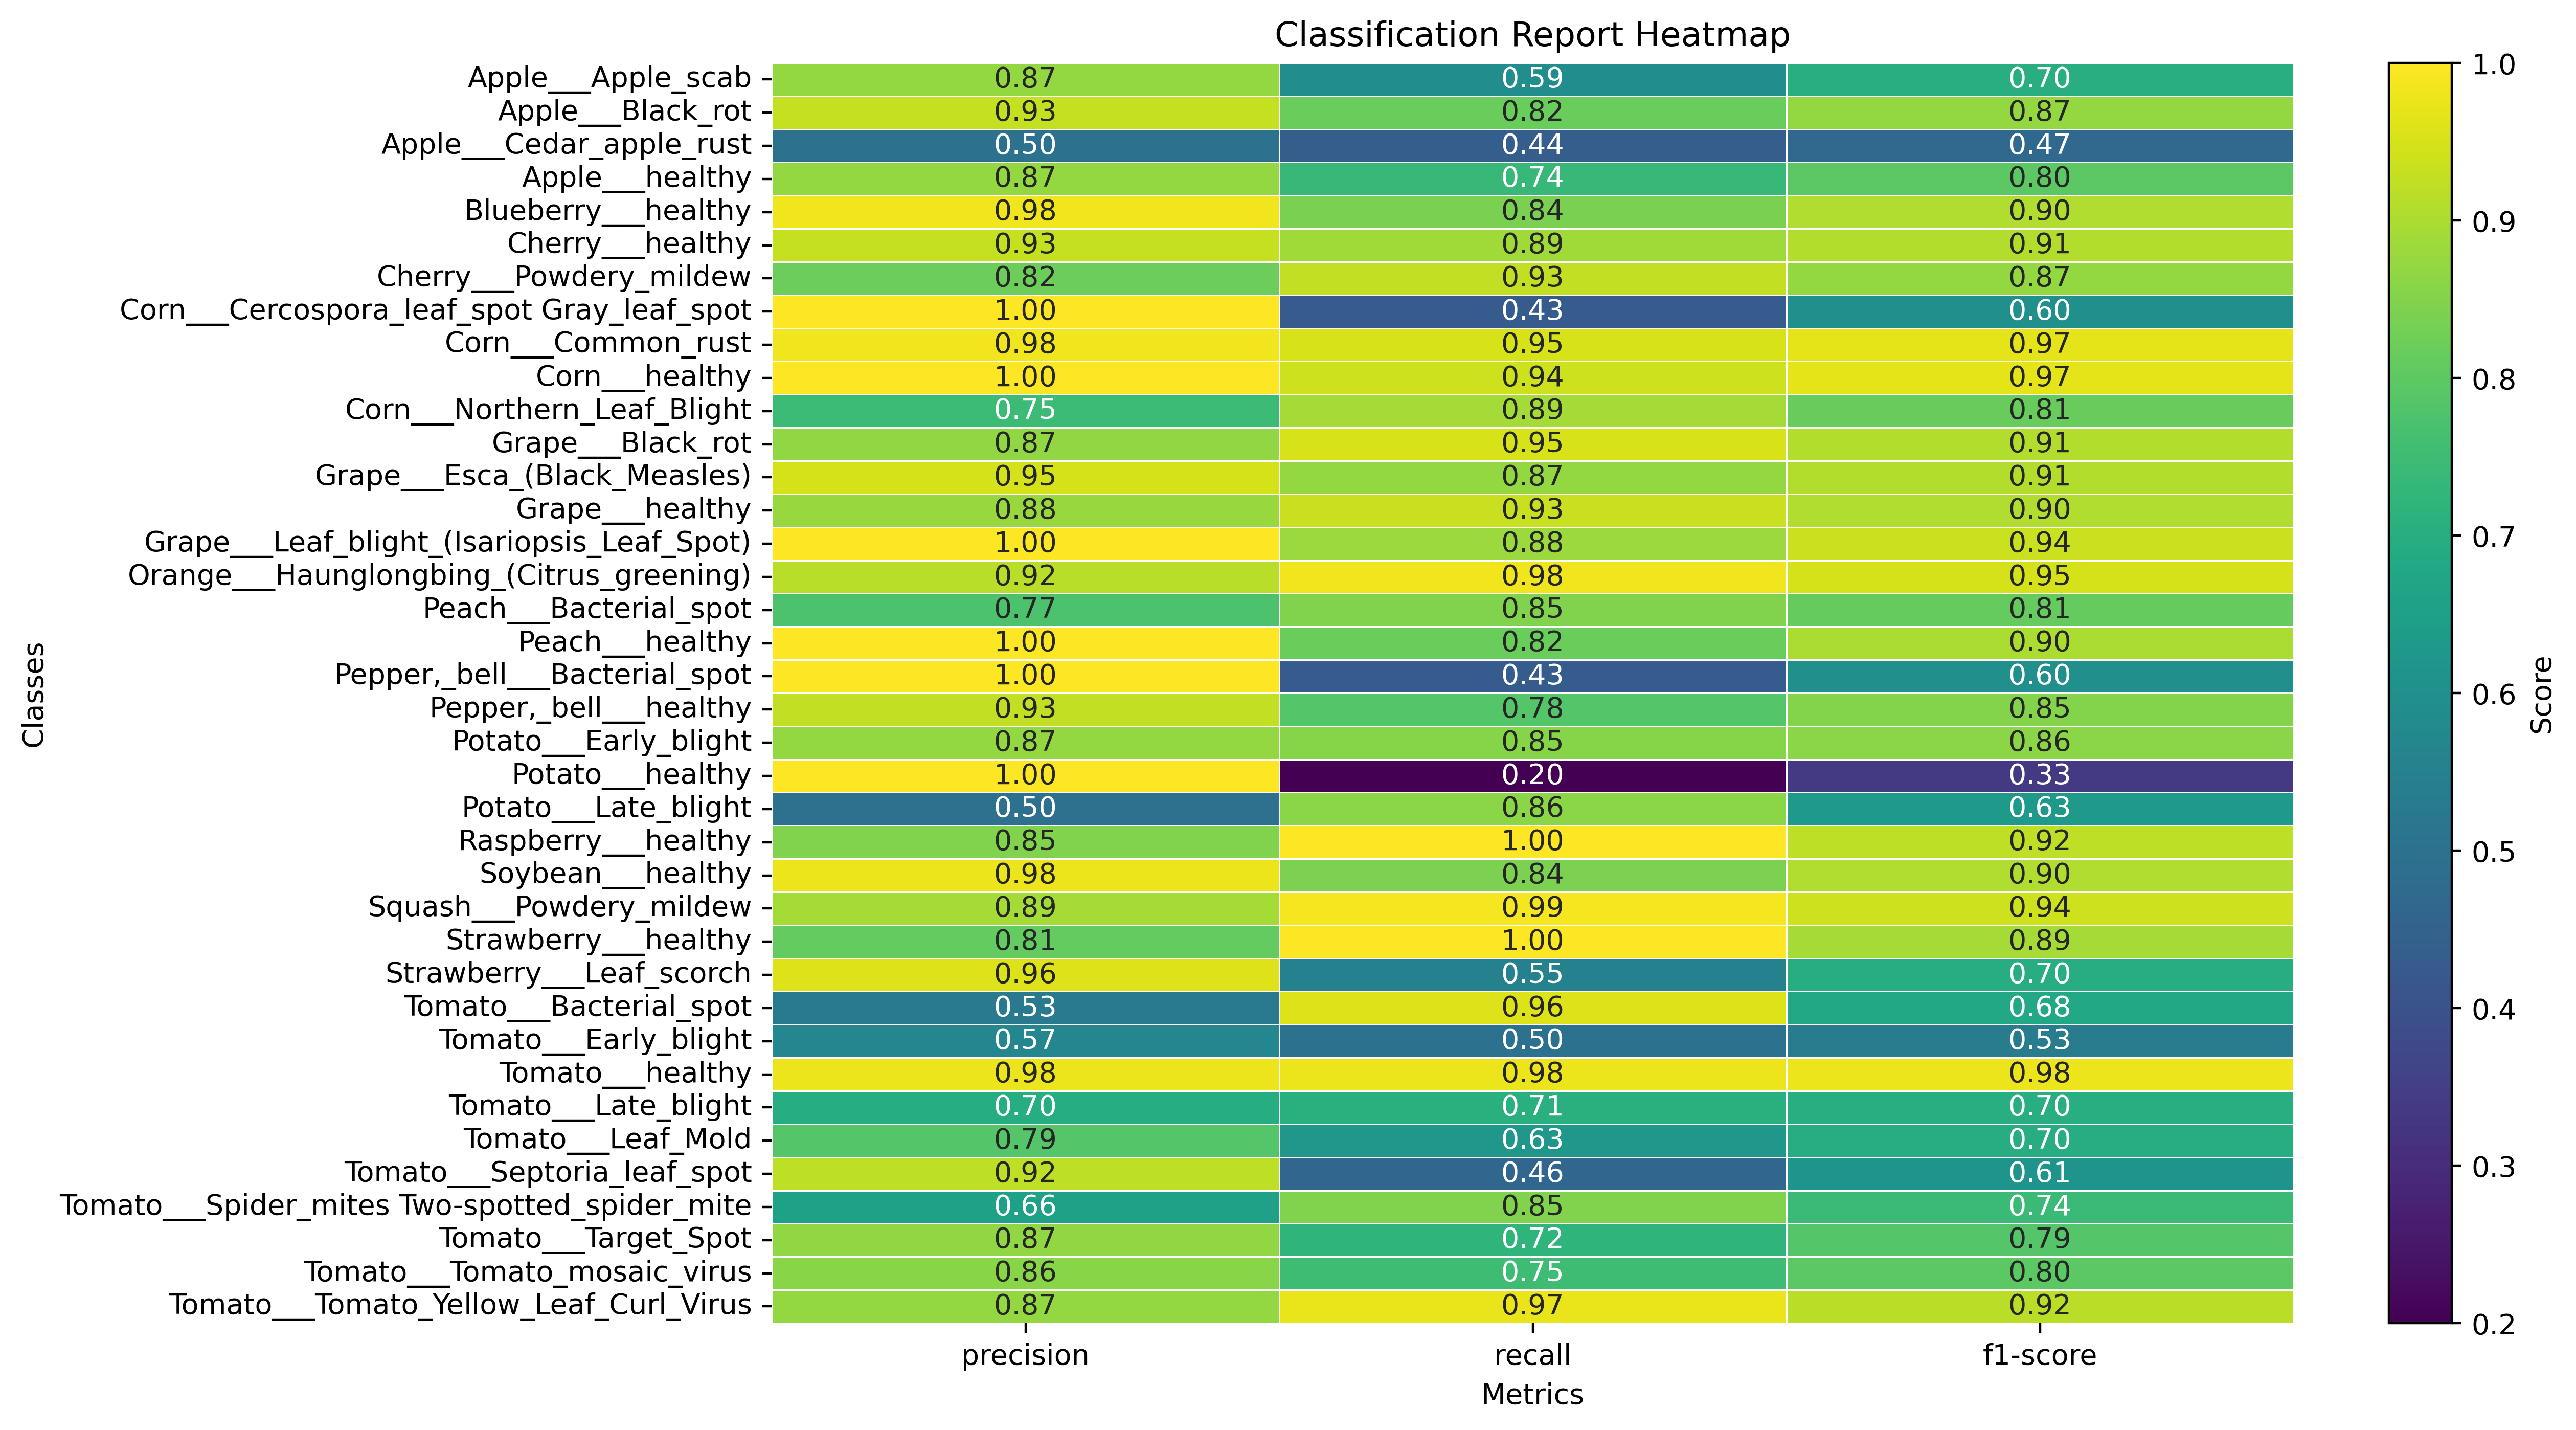 Classification Report Heatmap
Apple___Apple_scab 0.87 0.59 0.70
Apple___Black_rot 0.93 0.82 0.87
Apple___Cedar_apple_rust 0.50 0.44 0.47
Apple___healthy 0.87 0.74 0.80
Blueberry___healthy 0.98 0.84 0.90
Cherry___healthy 0.93 0.89 0.91
Cherry___Powdery_mildew 0.82 0.93 0.87
Corn___Cercospora_leaf_spot Gray_leaf_spot 1.00 0.43 0.60
Corn___Common_rust 0.98 0.95 0.97
Corn___healthy 1.00 0.94 0.97
Corn___Northern_Leaf_Blight 0.75 0.89 0.81
Grape___Black_rot 0.87 0.95 0.91
Grape___Esca_(Black_Measles) 0.95 0.87 0.91
Grape___healthy 0.88 0.93 0.90
Grape___Leaf_blight_(Isariopsis_Leaf_Spot) 1.00 0.88 0.94
Orange___Haunglongbing_(Citrus_greening) 0.92 0.98 0.95
Peach___Bacterial_spot 0.77 0.85 0.81
Peach___healthy 1.00 0.82 0.90
Pepper,_bell___Bacterial_spot 1.00 0.43 0.60
Pepper,_bell___healthy 0.93 0.78 0.85
Potato___Early_blight 0.87 0.85 0.86
Potato___healthy 1.00 0.20 0.33
Potato___Late_blight 0.50 0.86 0.63
Raspberry___healthy 0.85 1.00 0.92
Soybean___healthy 0.98 0.84 0.90
Squash___Powdery_mildew 0.89 0.99 0.94
Strawberry___healthy 0.81 1.00 0.89
Strawberry___Leaf_scorch 0.96 0.55 0.70
Tomato___Bacterial_spot 0.53 0.96 0.68
Tomato___Early_blight 0.57 0.50 0.53
Tomato___healthy 0.98 0.98 0.98
Tomato___Late_blight 0.70 0.71 0.70
Tomato___Leaf_Mold 0.79 0.63 0.70
Tomato___Septoria_leaf_spot 0.92 0.46 0.61
Tomato___Spider_mites Two-spotted_spider_mite 0.66 0.85 0.74
Tomato___Target_Spot 0.87 0.72 0.79
Tomato___Tomato_mosaic_virus 0.86 0.75 0.80
Tomato___Tomato_Yellow_Leaf_Curl_Virus 0.87 0.97 0.92
precision recall f1-score
Metrics
Classes
1.0
0.9
0.8
0.7
0.6
0.5
0.4
0.3
0.2
Score